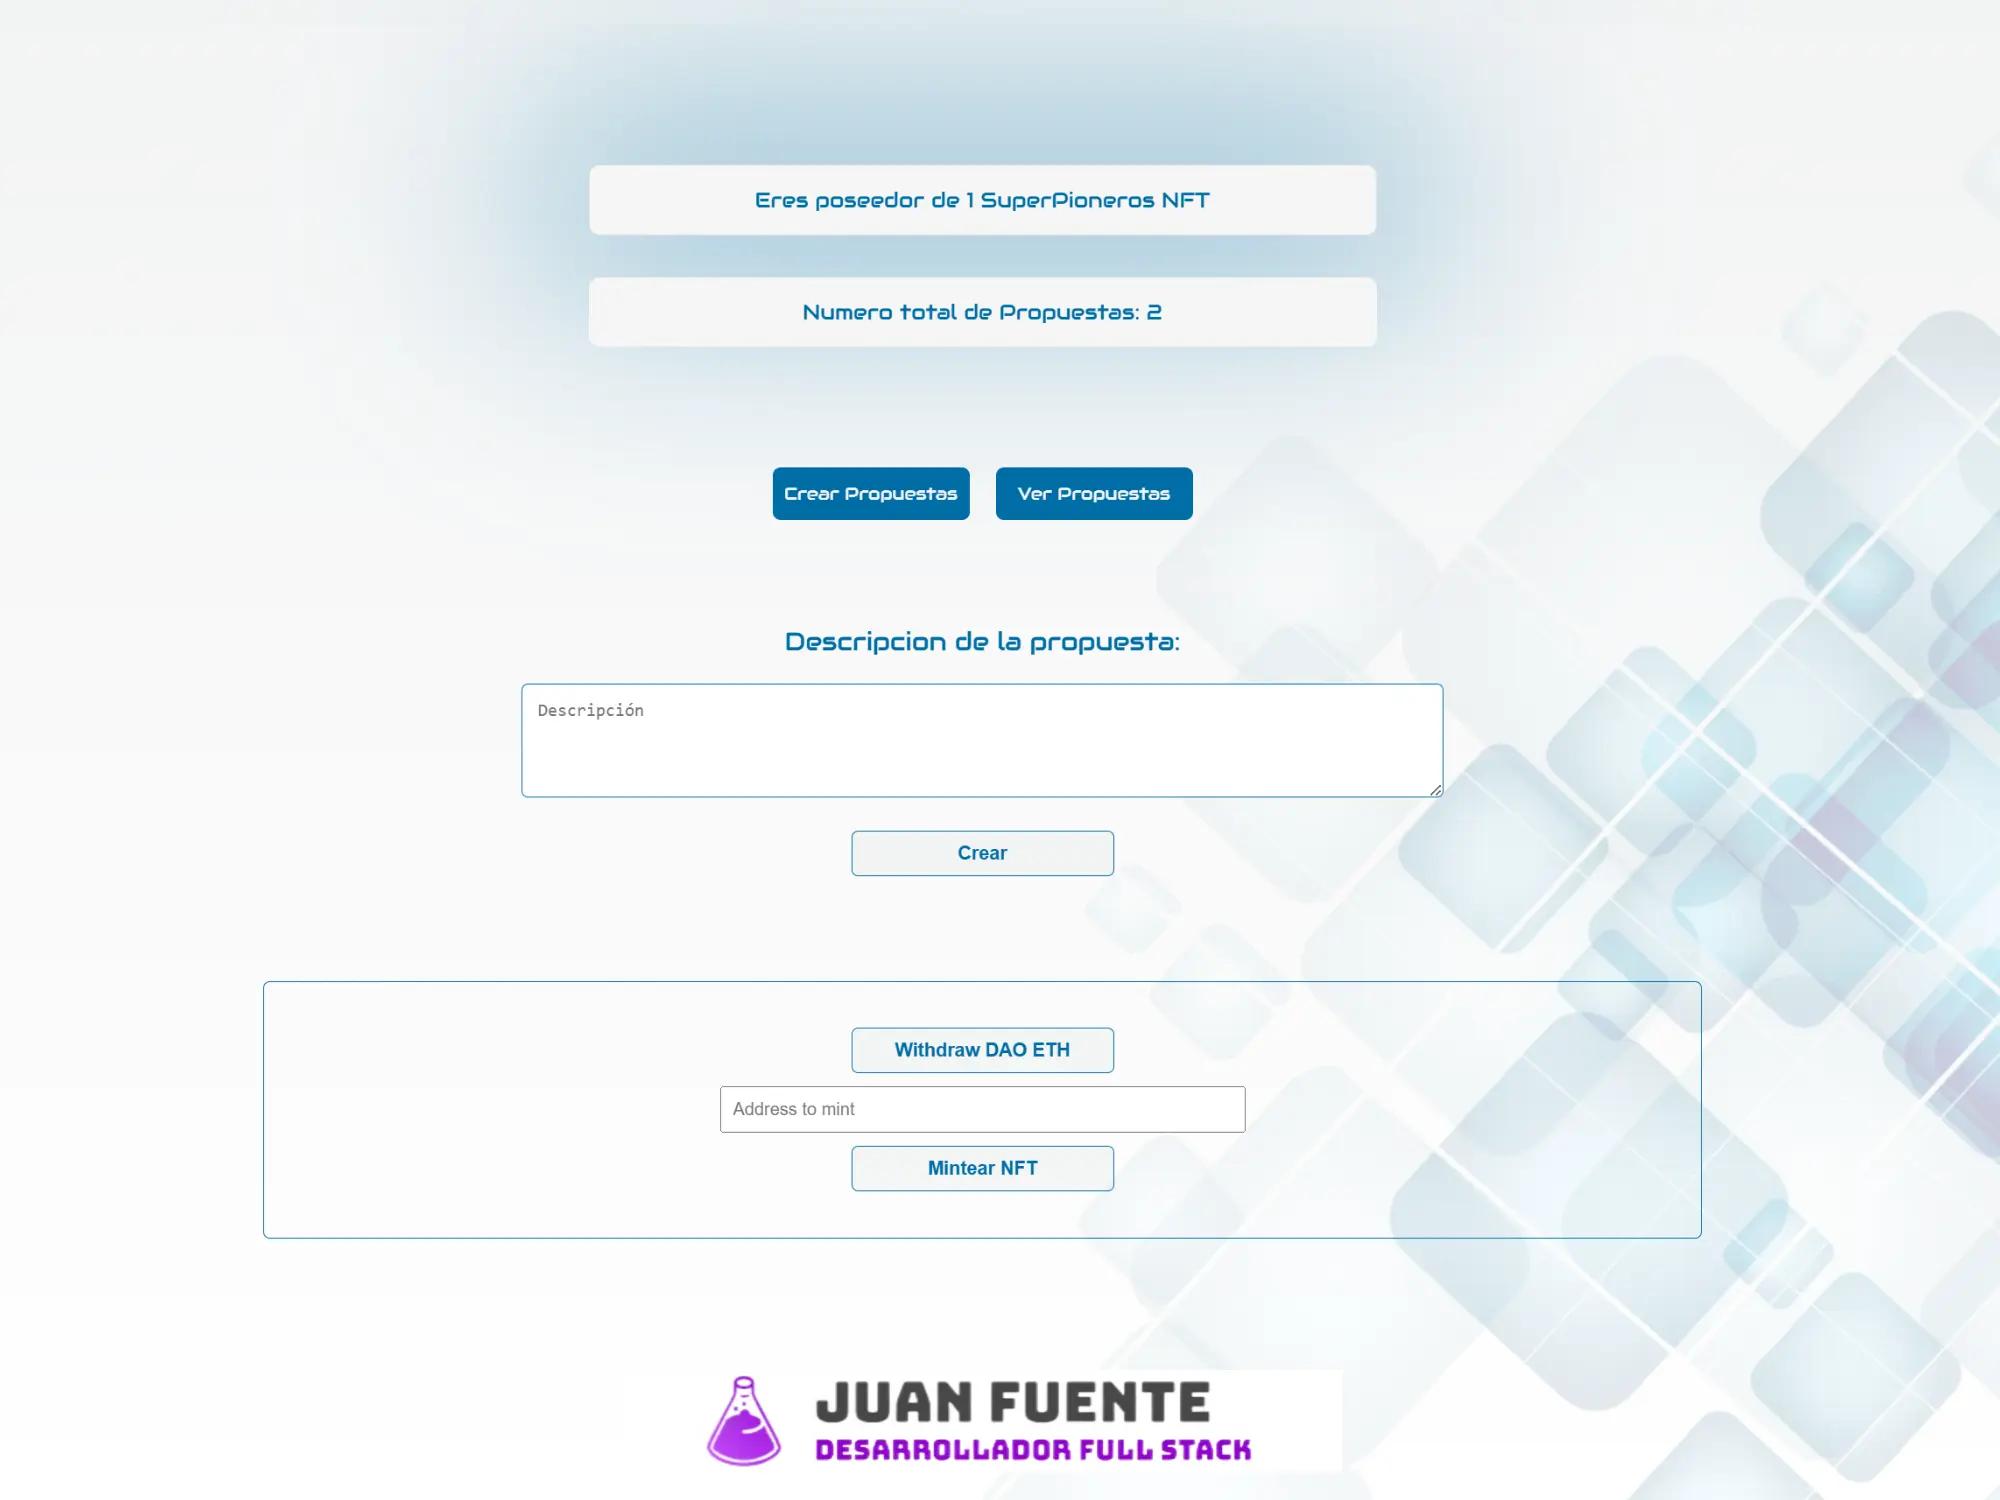 Eres poseedor de 1 SuperPioneros NFT
Numero total de Propuestas: 2
Crear Propuestas
Ver Propuestas
Descripcion de la propuesta:
Descripción
Crear
Withdraw DAO ETH
Address to mint
Mintear NFT
JUAN FUENTE
DESARROLLADOR FULL STACK